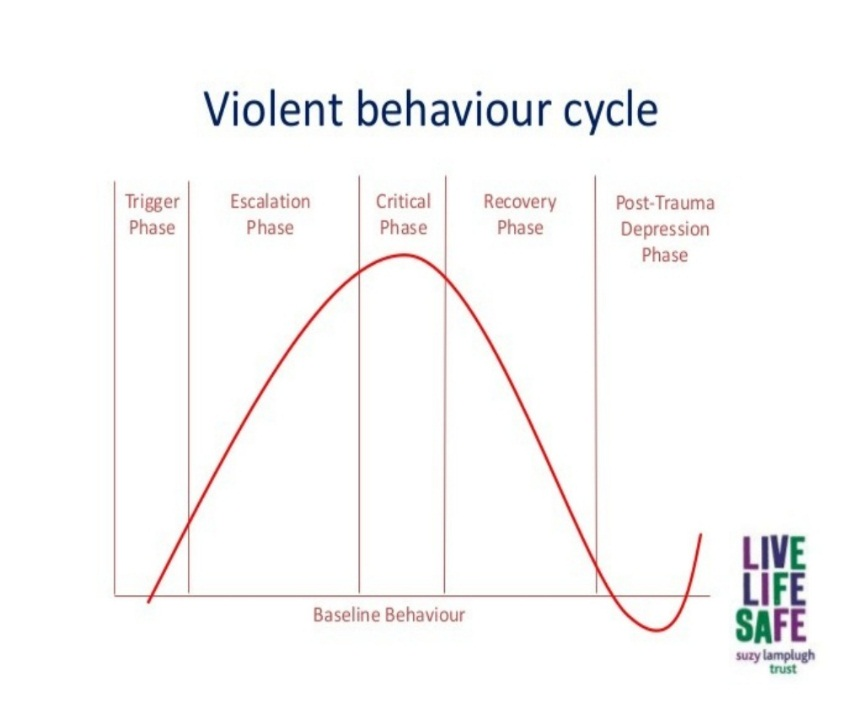 Violent behaviour cycle
Trigger
Phase
Escalation
Phase
Critical
Phase
Recovery
Phase
Post-Trauma
Depression
Phase
Baseline Behaviour
LIVE
LIFE
SAFE
suzy lamplugh
trust